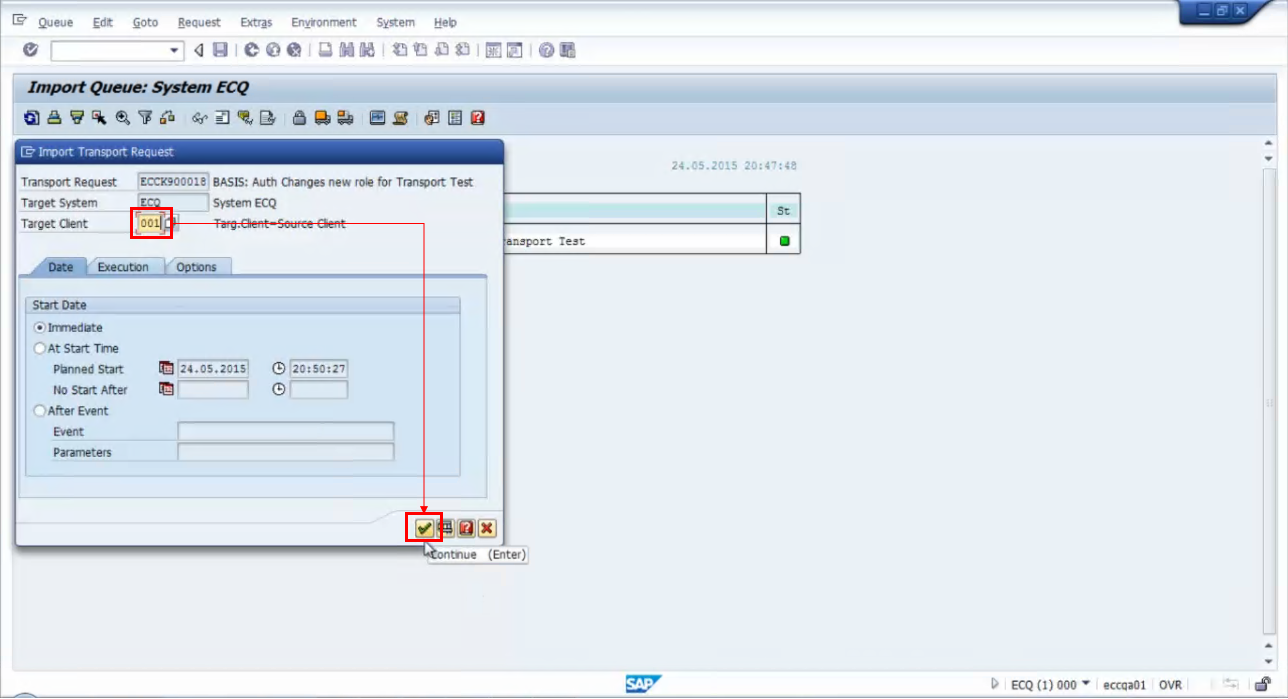 Queue Edit Goto Request Extras Environment System Help
Import Queue: System ECQ
Import Transport Request
24.05.2015 20:47:48
Transport Request ECCK900018 BASIS: Auth Changes new role for Transport Test
Target System ECQ System ECQ
St
Target Client 001 Targ.Client=Source Client
ansport Test
Date Execution Options
Start Date
Immediate
At Start Time
Planned Start 24.05.2015 20:50:27
No Start After
After Event
Event
Parameters
Continue (Enter)
SAP
ECQ (1) 000 eccqa01 OVR